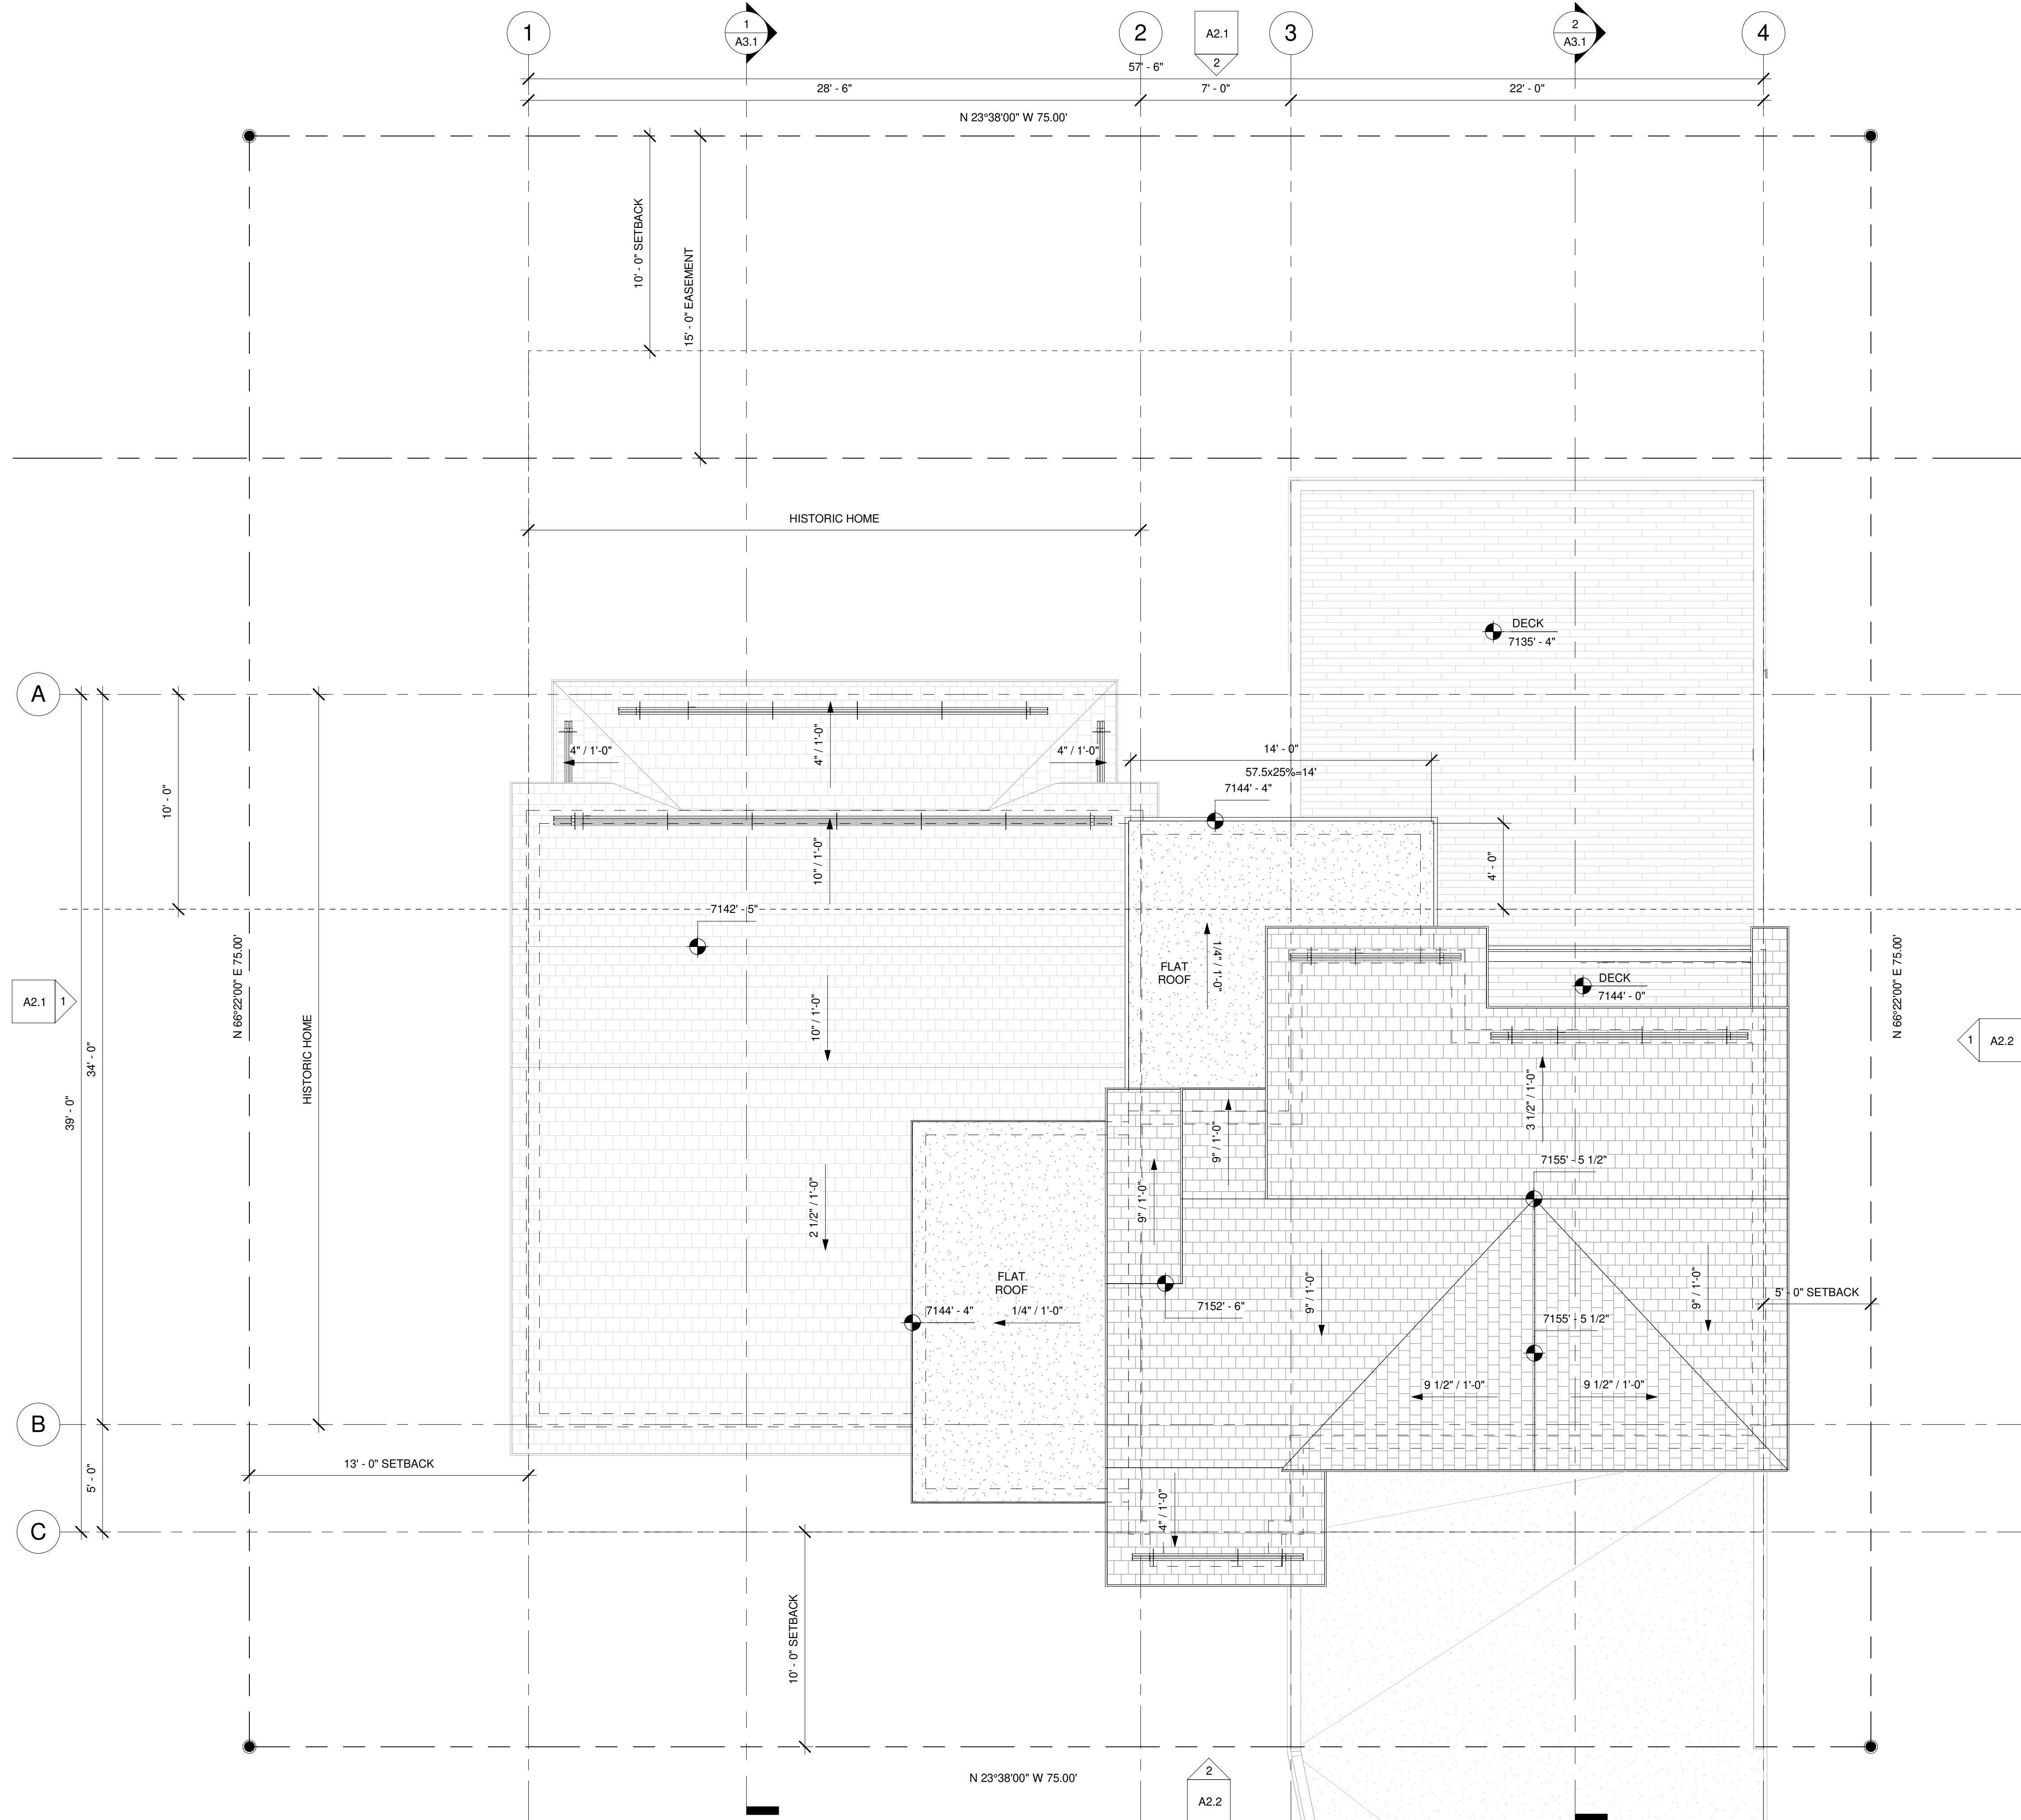 1
1
A3.1
2
A2.1
2
3
2
A3.1
4
57' - 6"
28' - 6"
7' - 0"
22' - 0"
N 23°38'00" W 75.00'
10' - 0" SETBACK
15' - 0" EASEMENT
HISTORIC HOME
DECK
7135' - 4"
A
4" / 1'-0"
4" / 1'-0"
4" / 1'-0"
14' - 0"
57.5x25%=14'
7144' - 4"
10' - 0"
10" / 1'-0"
4' - 0"
7142' - 5"
N 66°22'00" E 75.00'
N 66°22'00" E 75.00'
FLAT
ROOF
1/4" / 1'-0"
DECK
7144' - 0"
A2.1
1
1
A2.2
10" / 1'-0"
HISTORIC HOME
34' - 0"
39' - 0"
3 1/2" / 1'-0"
6" / 1'-0"
7155' - 5 1/2"
9" / 1'-0"
2 1/2" / 1'-0"
FLAT
ROOF
9" / 1'-0"
9" / 1'-0"
5' - 0" SETBACK
7144' - 4"
1/4" / 1'-0"
7152' - 6"
7155' - 5 1/2"
9 1/2" / 1'-0"
9 1/2" / 1'-0"
B
13' - 0" SETBACK
5' - 0"
4" / 1'-0"
C
10' - 0" SETBACK
N 23°38'00" W 75.00'
2
A2.2